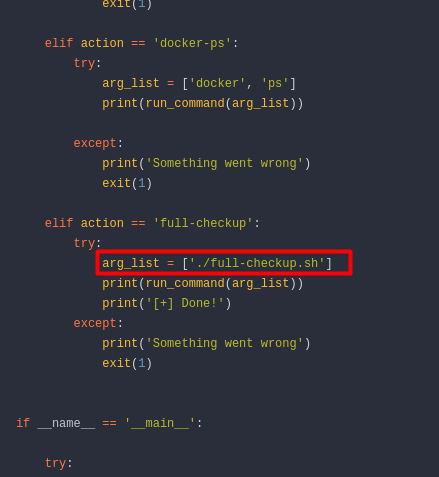 exit(1)
elif action == 'docker-ps':
try:
arg_list = ['docker', 'ps']
print(run_command(arg_list))
except:
print('Something went wrong')
exit(1)
elif action == 'full-checkup':
try:
arg_list = ['./full-checkup.sh']
print(run_command(arg_list))
print('[+] Done!')
except:
print('Something went wrong')
exit(1)
if __name__ == '__main__':
try: